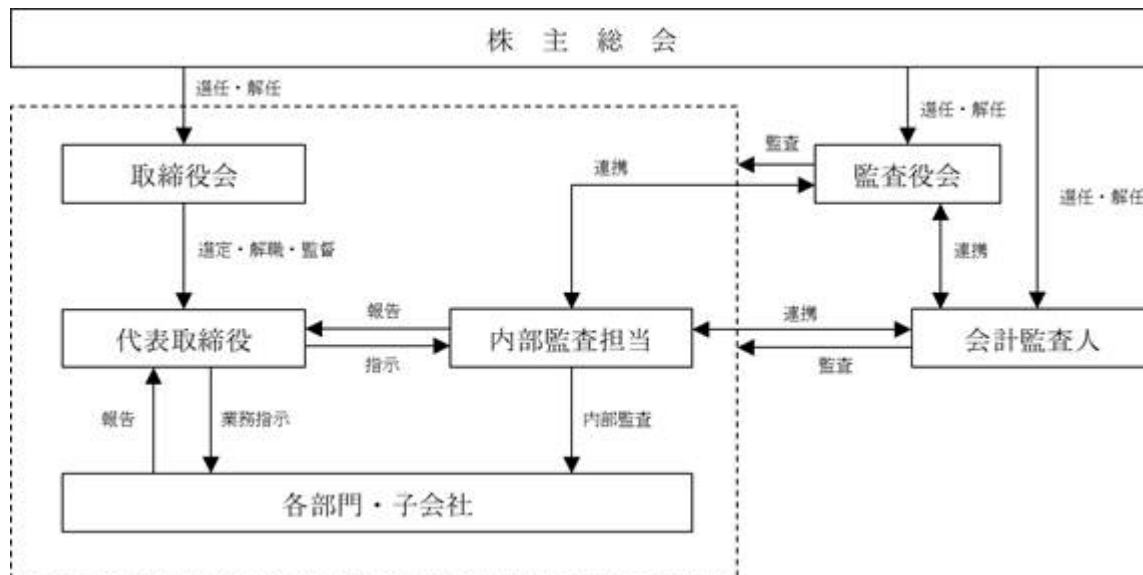 株主総会
選任・解任
選任・解任
選任・解任
取締役会
監査
監査役会
連携
選定・解職・監督
連携
代表取締役
報告
指示
内部監査担当
連携
監査
会計監査人
報告
業務指示
内部監査
各部門・子会社